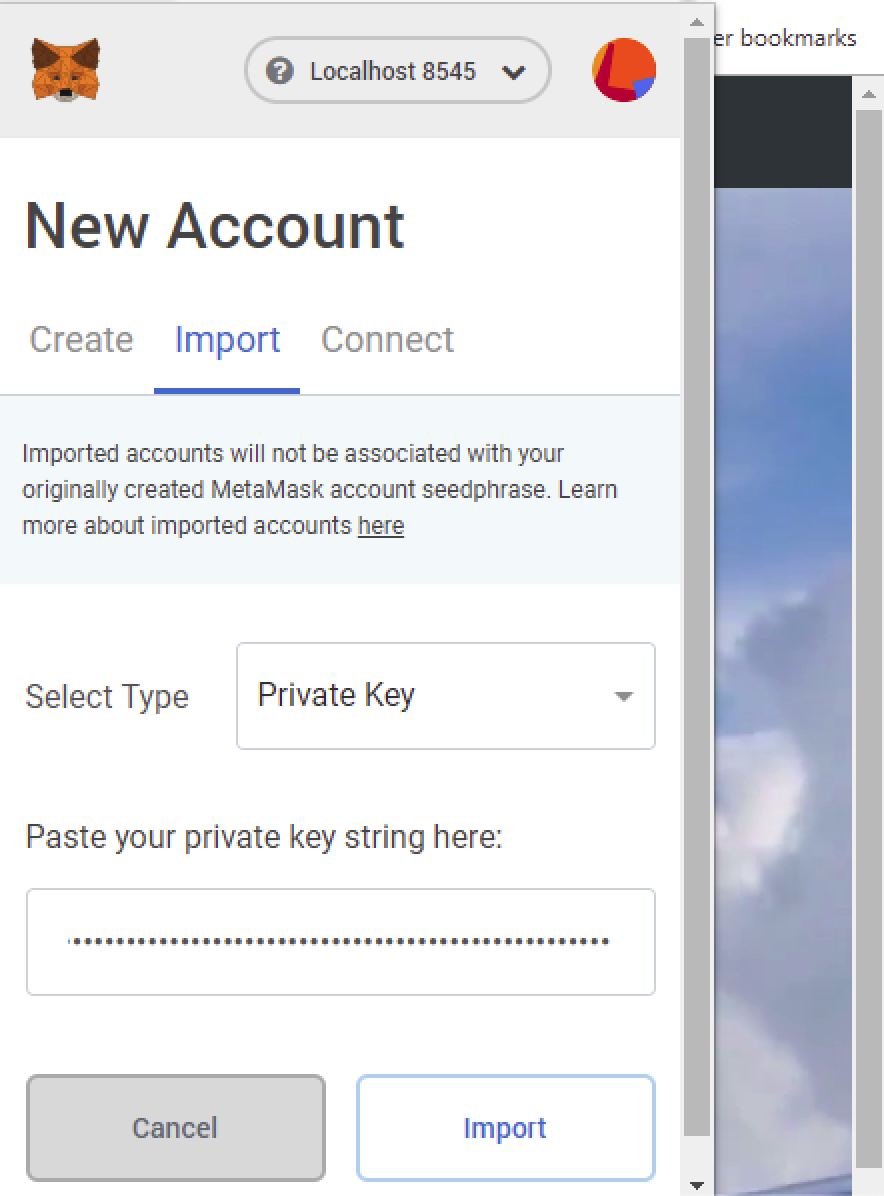 er bookmarks
? Localhost 8545
New Account
Create Import Connect
Imported accounts will not be associated with your
originally created MetaMask account seedphrase. Learn
more about imported accounts here
Select Type Private Key
Paste your private key string here:
Cancel Import